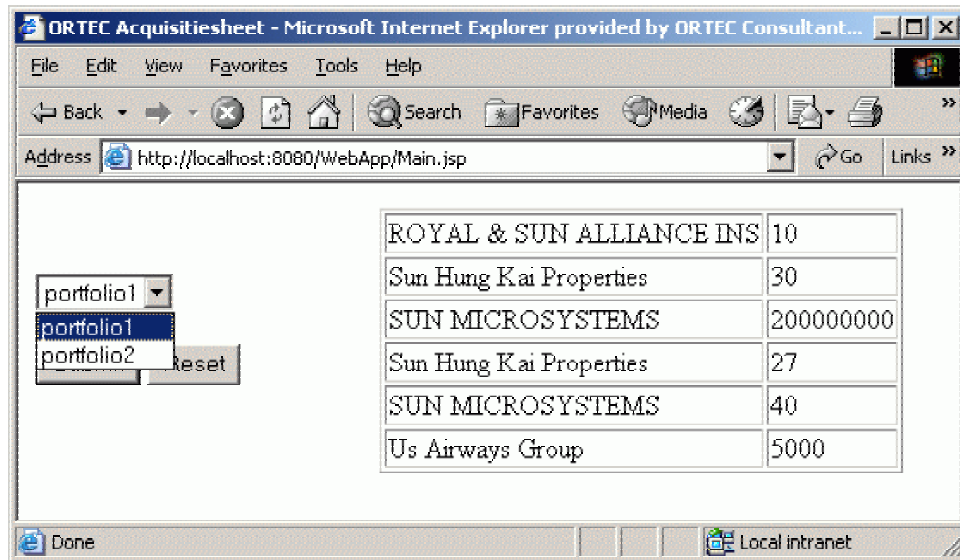 ORTEC Acquisitiesheet - Microsoft Internet Explorer provided by ORTEC Consultant...
File Edit View Favorites Tools Help
Back Search Favorites Media »
Address http://localhost:8080/WebApp/Main.jsp Go Links »
portfolio1
portfolio1
portfolio2
Reset
ROYAL & SUN ALLIANCE INS 10
Sun Hung Kai Properties 30
SUN MICROSYSTEMS 200000000
Sun Hung Kai Properties 27
SUN MICROSYSTEMS 40
Us Airways Group 5000
Done Local intranet